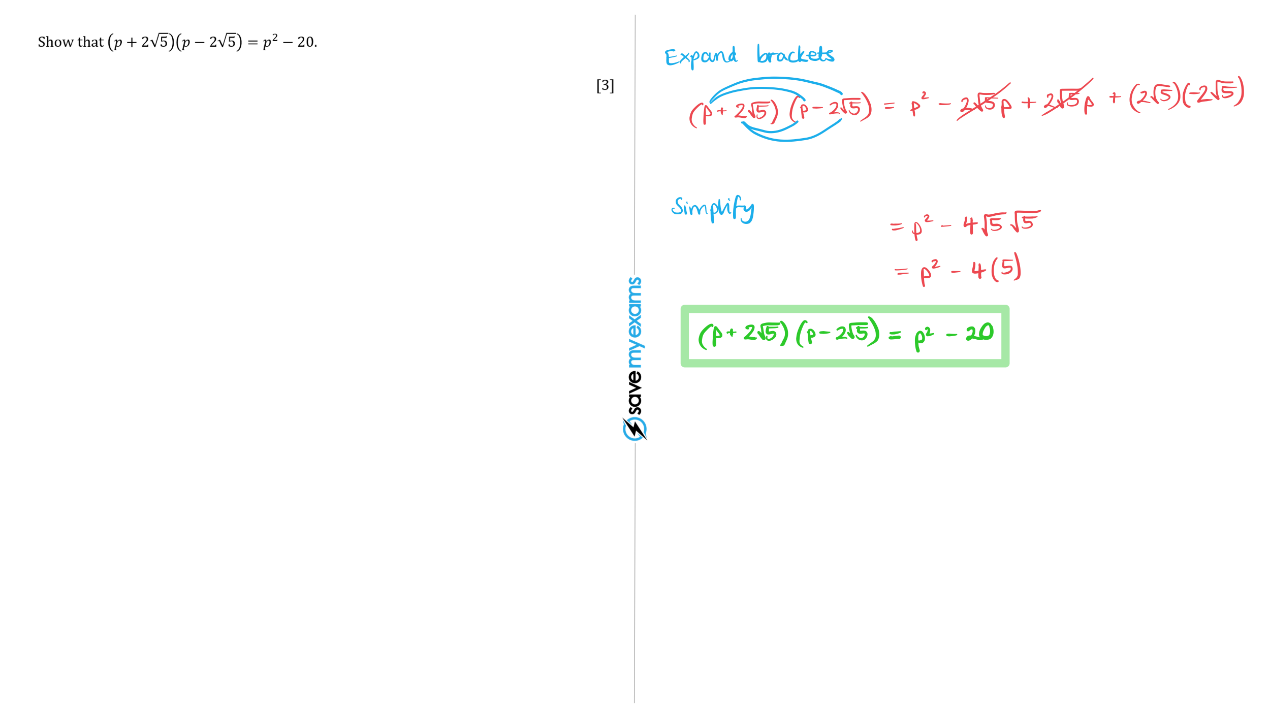 Show that (p + 2√5)(p − 2√5) = p² − 20.
[3]
save my exams
Expand brackets
(p + 2√5) (p − 2√5) = p² − 2√5p + 2√5p + (2√5)(−2√5)
Simplify
= p² − 4√5 √5
= p² − 4(5)
(p + 2√5) (p − 2√5) = p² − 20